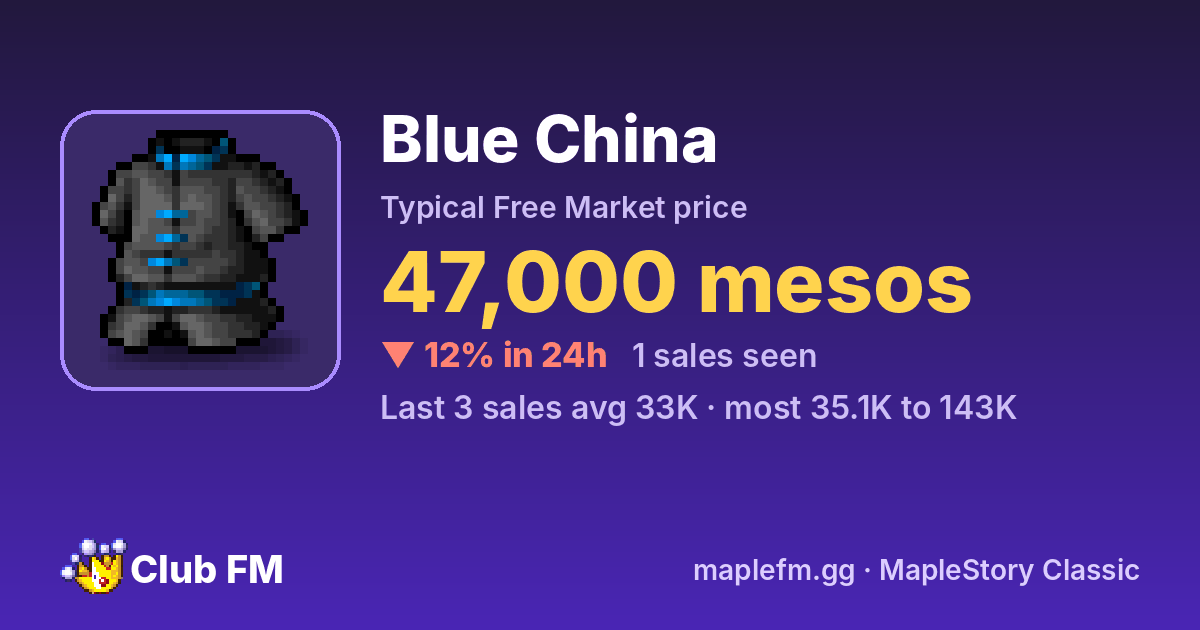 Blue China
Typical Free Market price
47,000 mesos
▼ 12% in 24h 1 sales seen
Last 3 sales avg 33K · most 35.1K to 143K
Club FM
maplefm.gg · MapleStory Classic